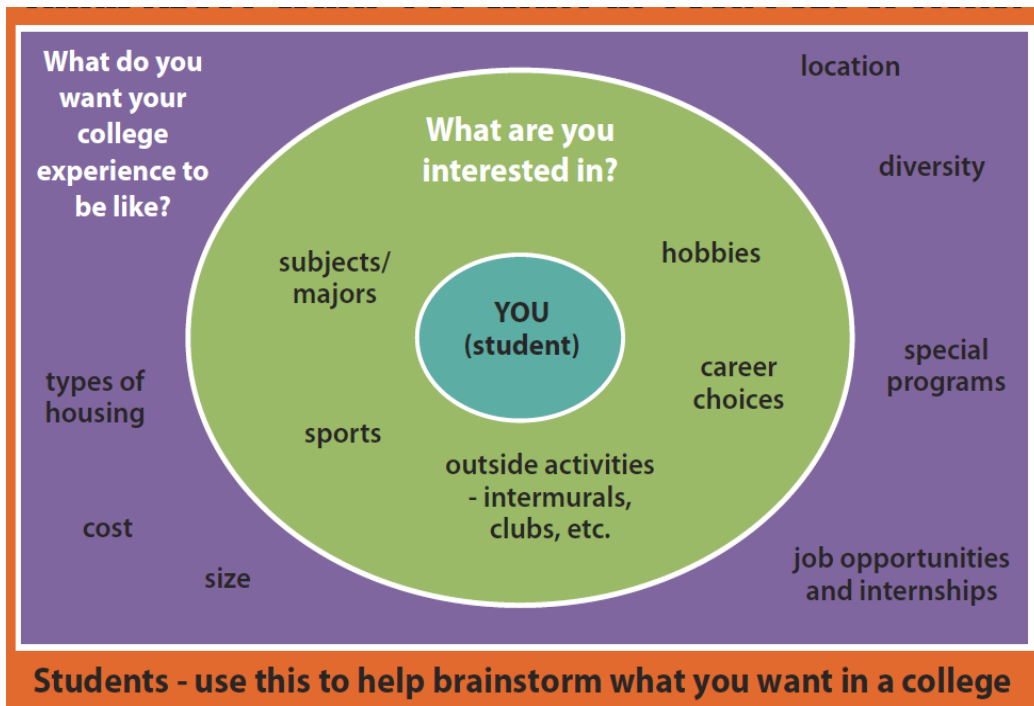 What do you
want your
college
experience to
be like?
location
diversity
special
programs
job opportunities
and internships
types of
housing
cost
size
What are you
interested in?
subjects/
majors
hobbies
sports
career
choices
outside activities
- intermurals,
clubs, etc.
YOU
(student)
Students - use this to help brainstorm what you want in a college